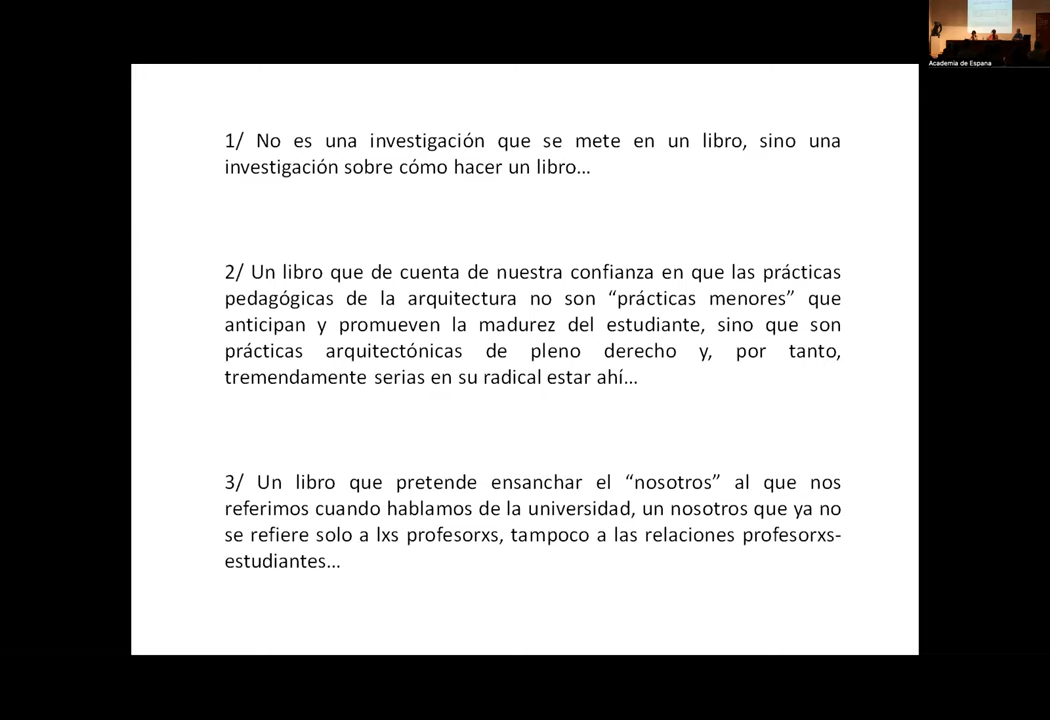 Academia de Espana
1/ No es una investigación que se mete en un libro, sino una
investigación sobre cómo hacer un libro...
2/ Un libro que de cuenta de nuestra confianza en que las prácticas
pedagógicas de la arquitectura no son “prácticas menores” que
anticipan y promueven la madurez del estudiante, sino que son
prácticas arquitectónicas de pleno derecho y, por tanto,
tremendamente serias en su radical estar ahí...
3/ Un libro que pretende ensanchar el “nosotros” al que nos
referimos cuando hablamos de la universidad, un nosotros que ya no
se refiere solo a lxs profesorxs, tampoco a las relaciones profesorxs-
estudiantes...